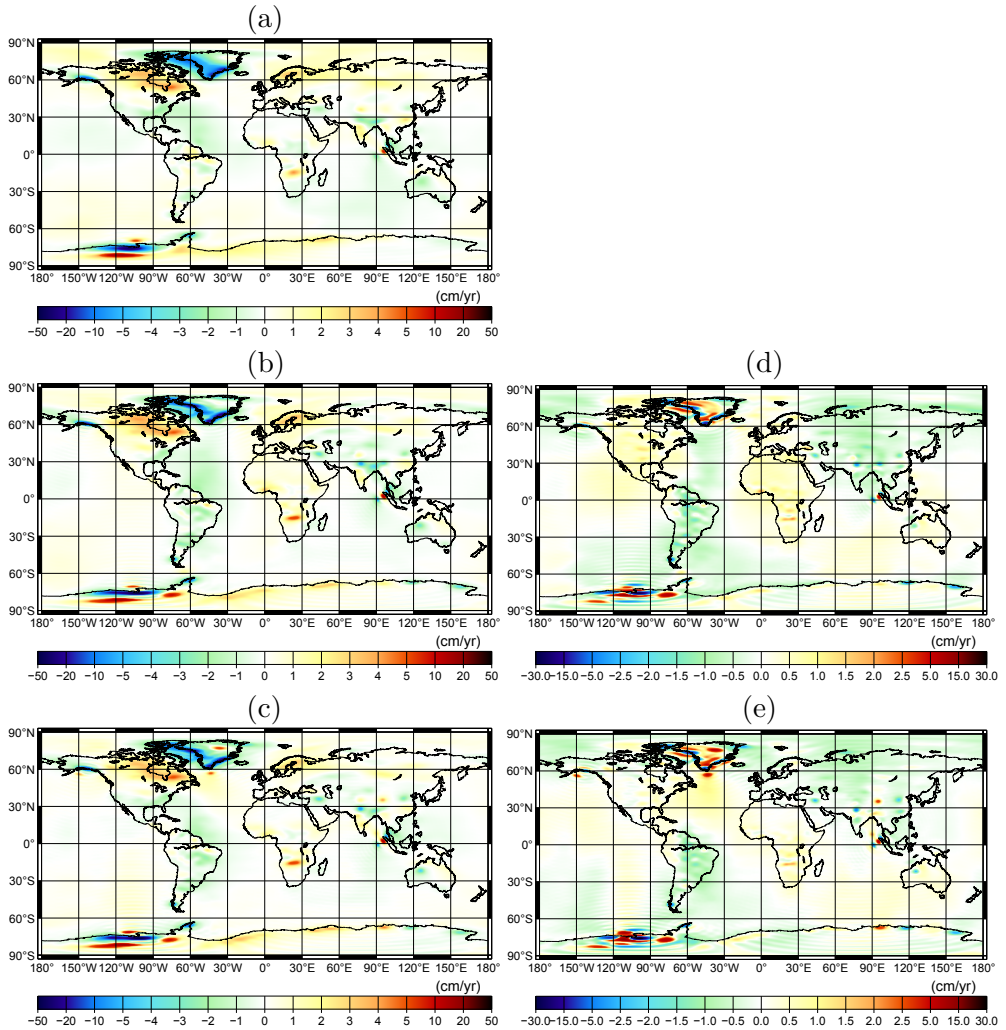 (a)
90°N
60°N
30°N
0°
30°S
60°S
90°S
180° 150°W 120°W 90°W 60°W 30°W 0° 30°E 60°E 90°E 120°E 150°E 180°
(cm/yr)
−50 −20 −10 −5 −4 −3 −2 −1 0 1 2 3 4 5 10 20 50
(b)
90°N
60°N
30°N
0°
30°S
60°S
90°S
180° 150°W 120°W 90°W 60°W 30°W 0° 30°E 60°E 90°E 120°E 150°E 180°
(cm/yr)
−50 −20 −10 −5 −4 −3 −2 −1 0 1 2 4 5 10 20 50
(d)
90°N
60°N
30°N
0°
30°S
60°S
90°S
180° 150°W 120°W 90°W 60°W 30°W 0° 30°E 60°E 90°E 120°E 150°E 180°
(cm/yr)
−30.0−15.0−5.0 −2.5 −2.0 −1.5 −1.0 −0.5 0.0 0.5 1.0 1.5 2.0 2.5 5.0 15.0 30.0
(c)
90°N
60°N
30°N
0°
30°S
60°S
90°S
180° 150°W 120°W 90°W 60°W 30°W 0° 30°E 60°E 90°E 120°E 150°E 180°
(cm/yr)
−50 −20 −10 −5 −4 −3 −2 −1 0 1 2 4 5 10 20 50
(e)
90°N
60°N
30°N
0°
30°S
60°S
90°S
180° 150°W 120°W 90°W 60°W 30°W 0° 30°E 60°E 90°E 120°E 150°E 180°
(cm/yr)
−30.0−15.0−5.0 −2.5 −2.0 −1.5 −1.0 −0.5 0.0 0.5 1.0 1.5 2.0 2.5 5.0 15.0 30.0